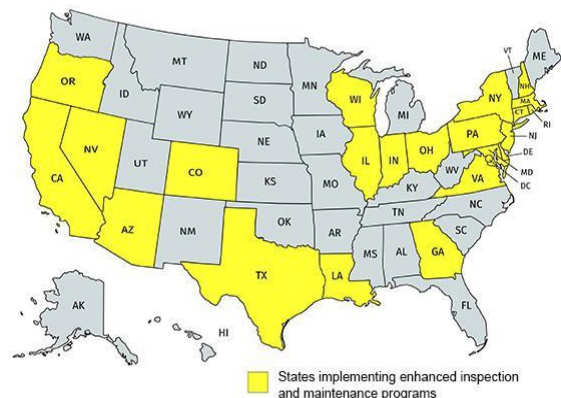 WA
MT
ND
MN
VT
ME
OR
ID
SD
WI
NY
NH
MA
CT
RI
WY
MI
NE
IA
PA
NJ
NV
UT
CO
IL
IN
OH
DE
MD
DC
CA
KS
MO
WV
VA
KY
AZ
NM
OK
AR
TN
NC
SC
TX
LA
MS
AL
GA
AK
HI
FL
States implementing enhanced inspection
and maintenance programs